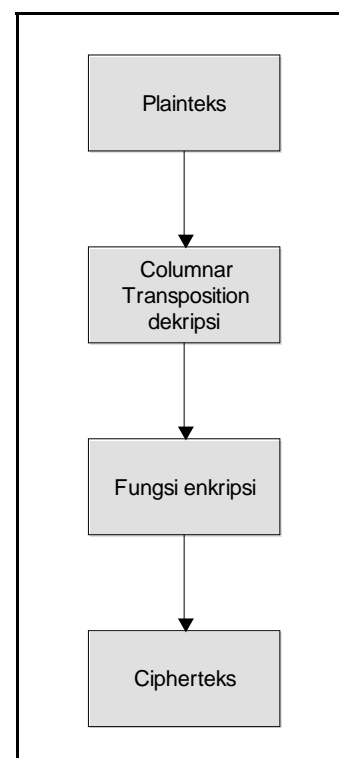 Plainteks
Columnar
Transposition
dekripsi
Fungsi enkripsi
Cipherteks